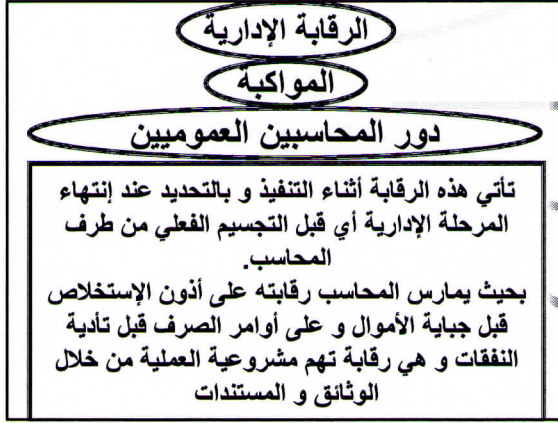 الرقابة الإدارية
المواكبة
دور المحاسبين العموميين
تأتي هذه الرقابة أثناء التنفيذ و بالتحديد عند إنتهاء
المرحلة الإدارية أي قبل التجسيم الفعلي من طرف
المحاسب.
بحيث يمارس المحاسب رقابته على أذون الإستخلاص
قبل جباية الأموال و على أوامر الصرف قبل تأدية
النفقات و هي رقابة تهم مشروعية العملية من خلال
الوثائق و المستندات